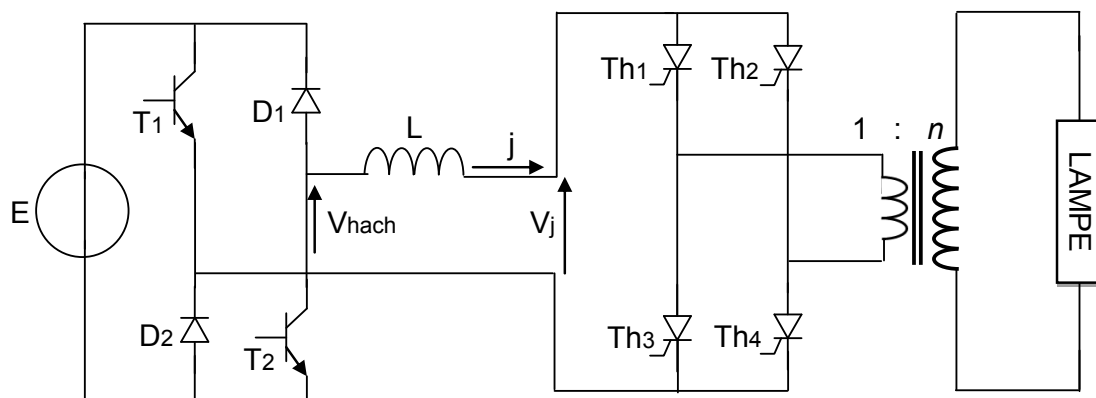 T1
D1
L
j
Th1
Th2
1 : n
E
Vhach
Vj
LAMPE
D2
T2
Th3
Th4